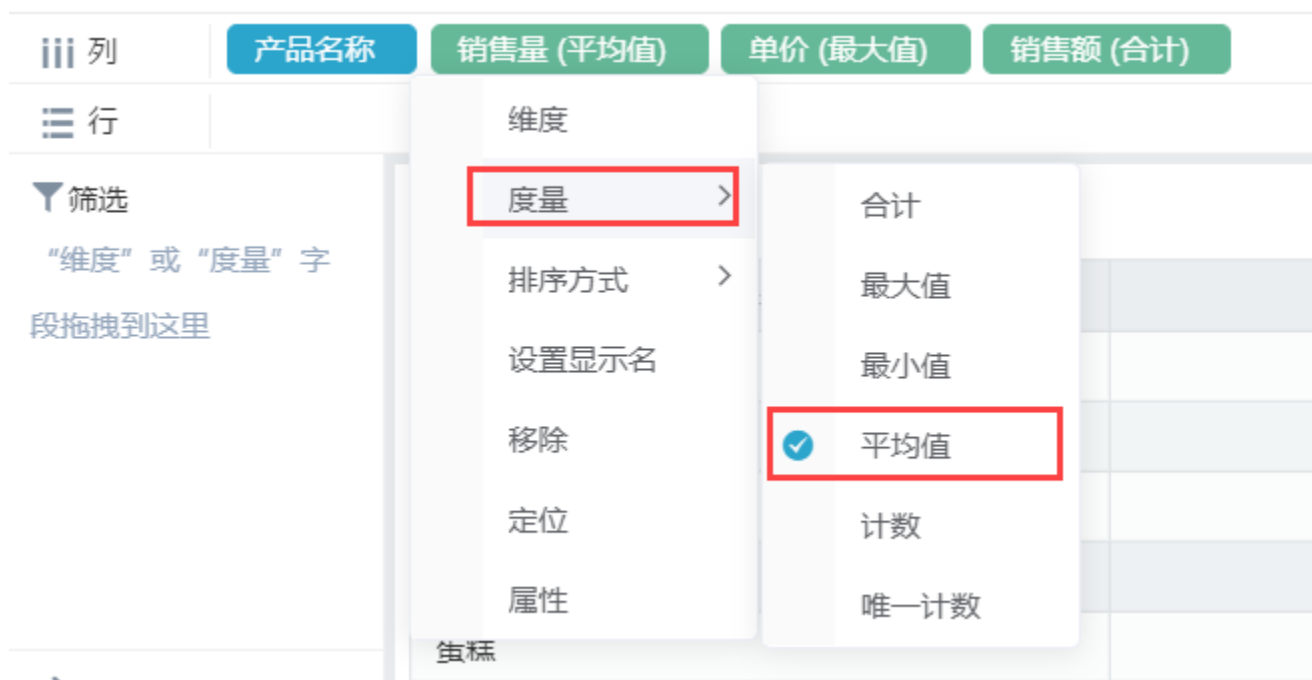 列 产品名称 销售量 (平均值) 单价 (最大值) 销售额 (合计)
行
筛选
“维度”或“度量”字
段拖拽到这里
维度
度量
排序方式
设置显示名
移除
定位
属性
合计
最大值
最小值
平均值
计数
唯一计数
蛋糕